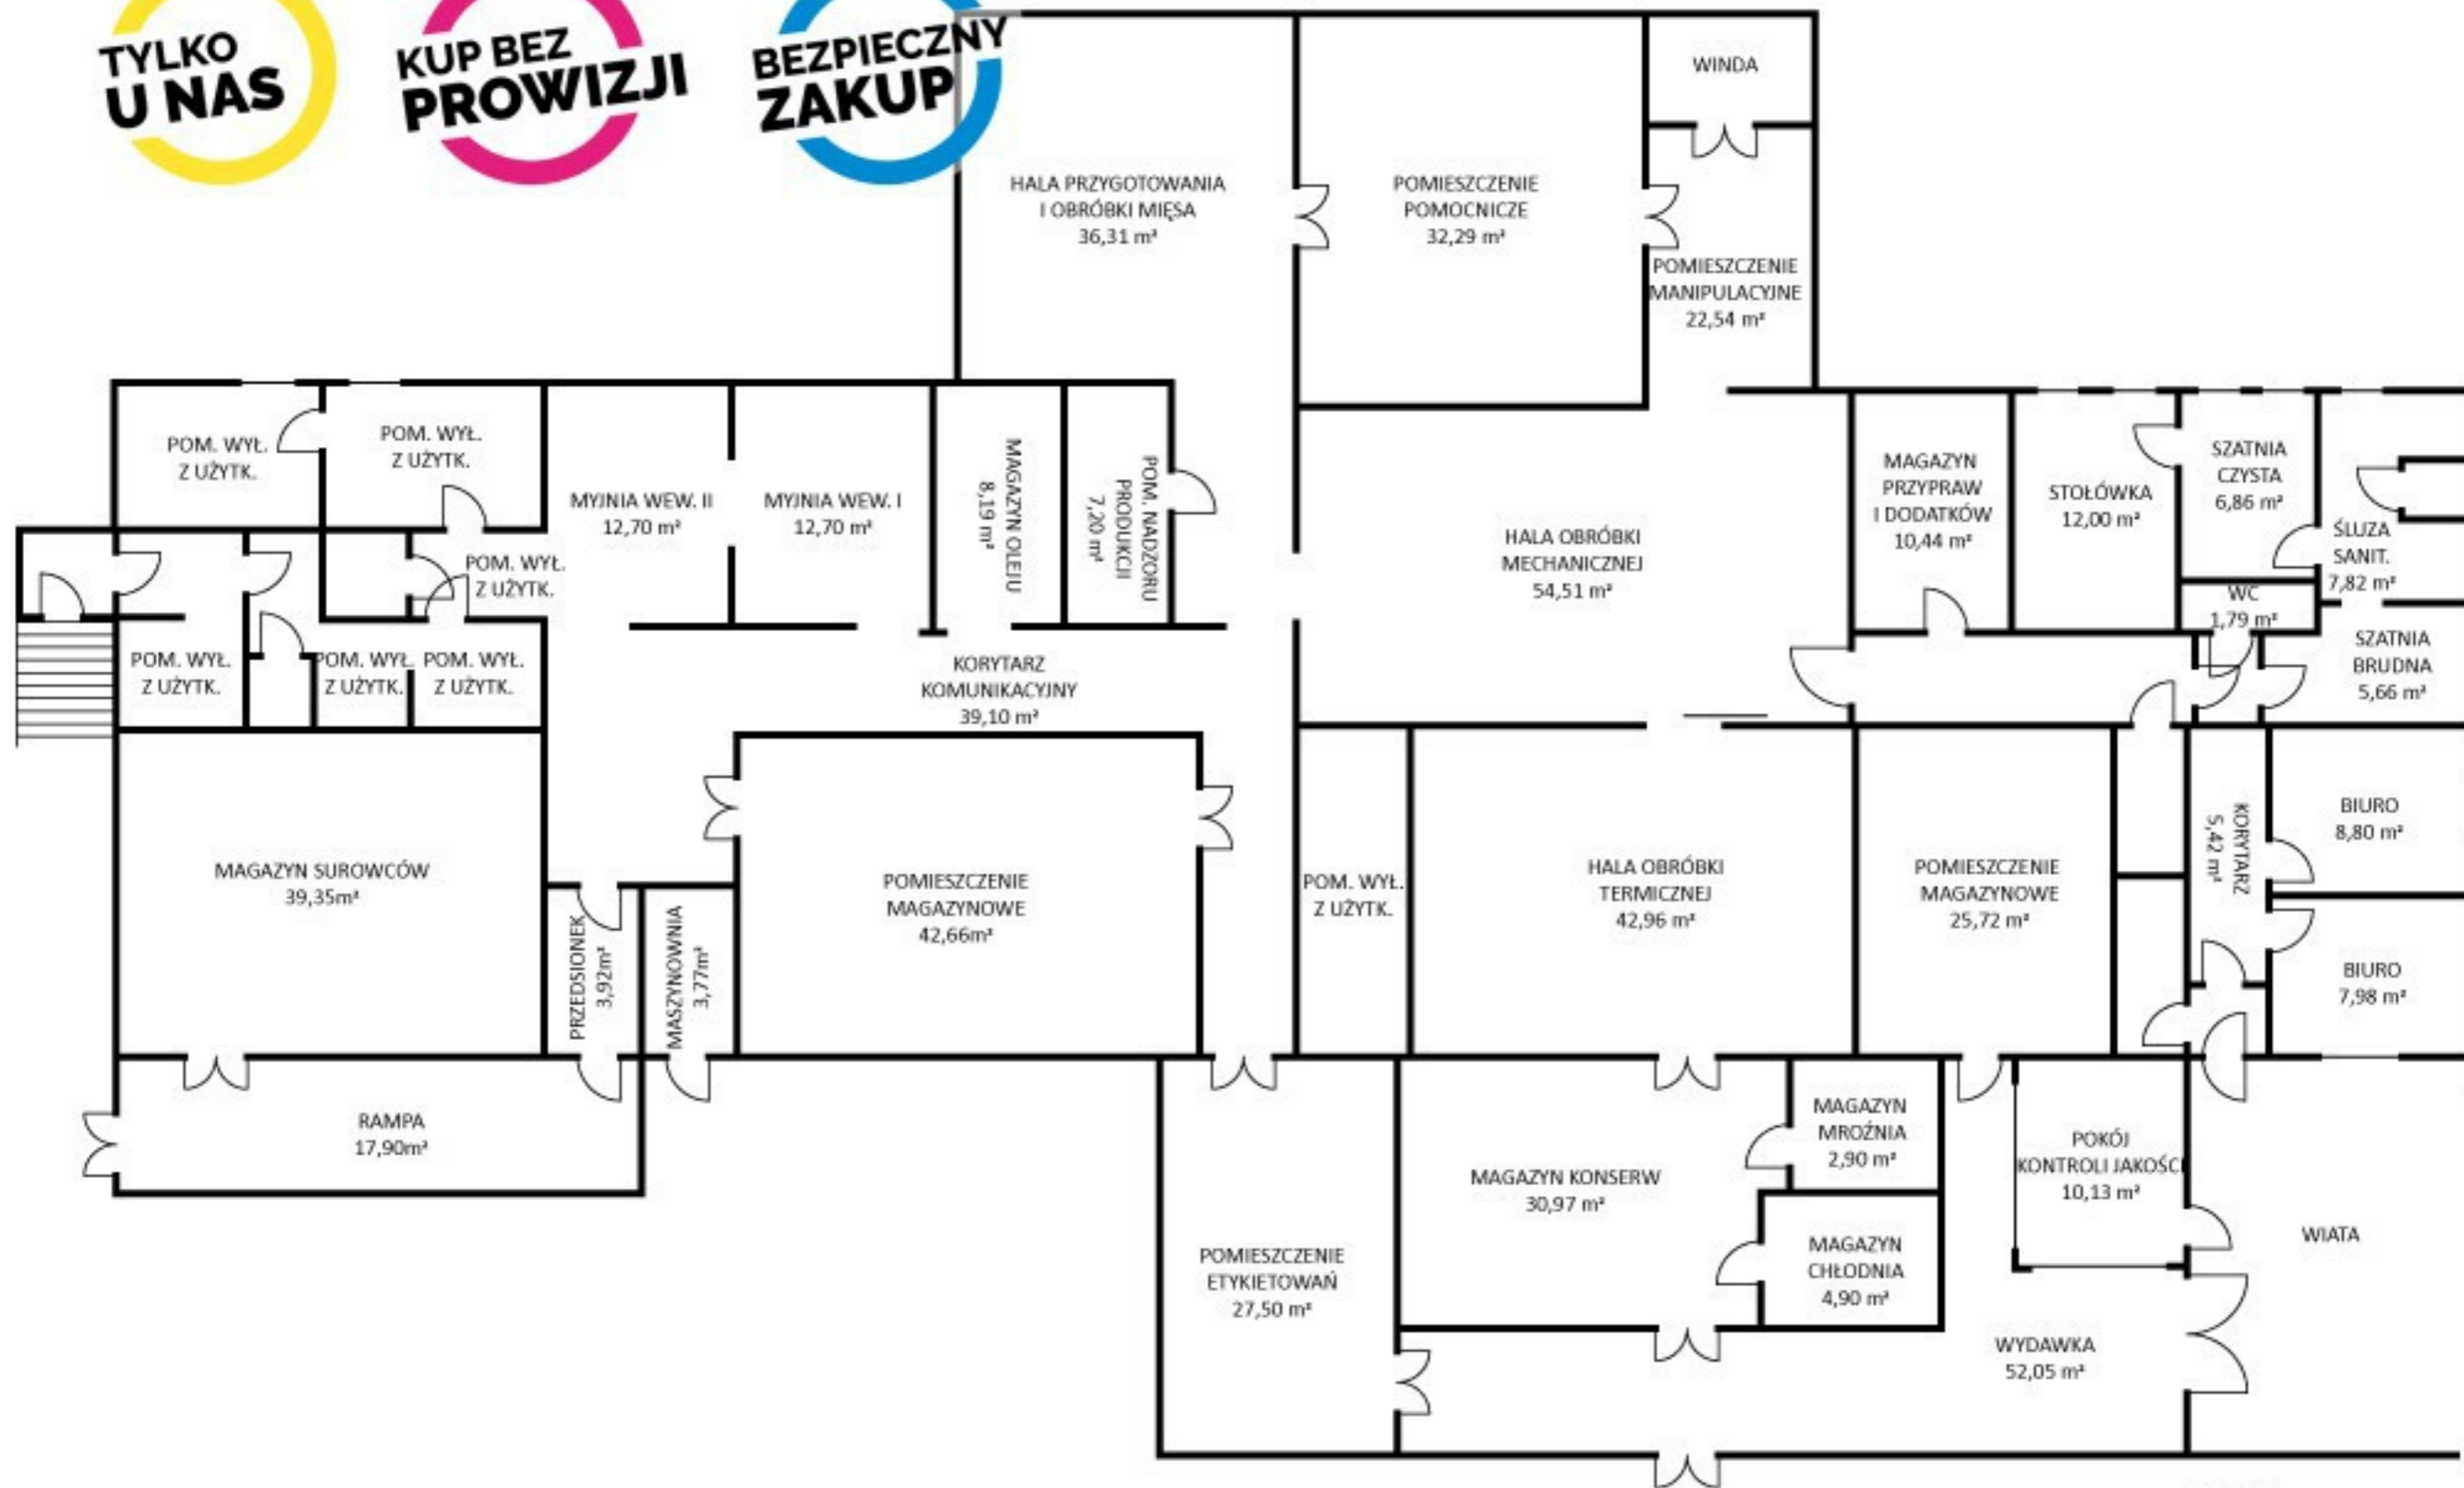 TYLKO
U NAS
KUP BEZ
PROWIZJI
BEZPIECZNY
ZAKUP
WINDA
HALA PRZYGOTOWANIA
I OBRÓBKI MIĘSA
36,31 m²
POMIESZCZENIE
POMOCNICZE
32,29 m²
POMIESZCZENIE
MANIPULACYJNE
22,54 m²
POM. WYŁ.
Z UŻYTK.
POM. WYŁ.
Z UŻYTK.
MYJNIA WEW. II
12,70 m²
MYJNIA WEW. I
12,70 m²
MAGAZYN OLEJU
8,19 m²
POM. NADZORU
PRODUKCJI
7,20 m²
HALA OBRÓBKI
MECHANICZNEJ
54,51 m²
MAGAZYN
PRZYPRAW
I DODATKÓW
10,44 m²
STOŁÓWKA
12,00 m²
SZATNIA
CZYSTA
6,86 m²
ŚLUZA
SANIT.
7,82 m²
WC
1,79 m²
SZATNIA
BRUDNA
5,66 m²
POM. WYŁ.
Z UŻYTK.
POM. WYŁ.
Z UŻYTK.
POM. WYŁ.
Z UŻYTK.
POM. WYŁ.
Z UŻYTK.
KORYTARZ
KOMUNIKACYJNY
39,10 m²
MAGAZYN SUROWCÓW
39,35m²
PRZEDSIONEK
3,92m²
MASZYNOWNIA
3,77m²
POMIESZCZENIE
MAGAZYNOWE
42,66m²
POM. WYŁ.
Z UŻYTK.
HALA OBRÓBKI
TERMICZNEJ
42,96 m²
POMIESZCZENIE
MAGAZYNOWE
25,72 m²
KORYTARZ
5,42 m²
BIURO
8,80 m²
BIURO
7,98 m²
RAMPA
17,90m²
POMIESZCZENIE
ETYKIETOWAŃ
27,50 m²
MAGAZYN KONSERW
30,97 m²
MAGAZYN
MROŹNIA
2,90 m²
MAGAZYN
CHŁODNIA
4,90 m²
POKÓJ
KONTROLI JAKOŚCI
10,13 m²
WIATA
WYDAWKA
52,05 m²